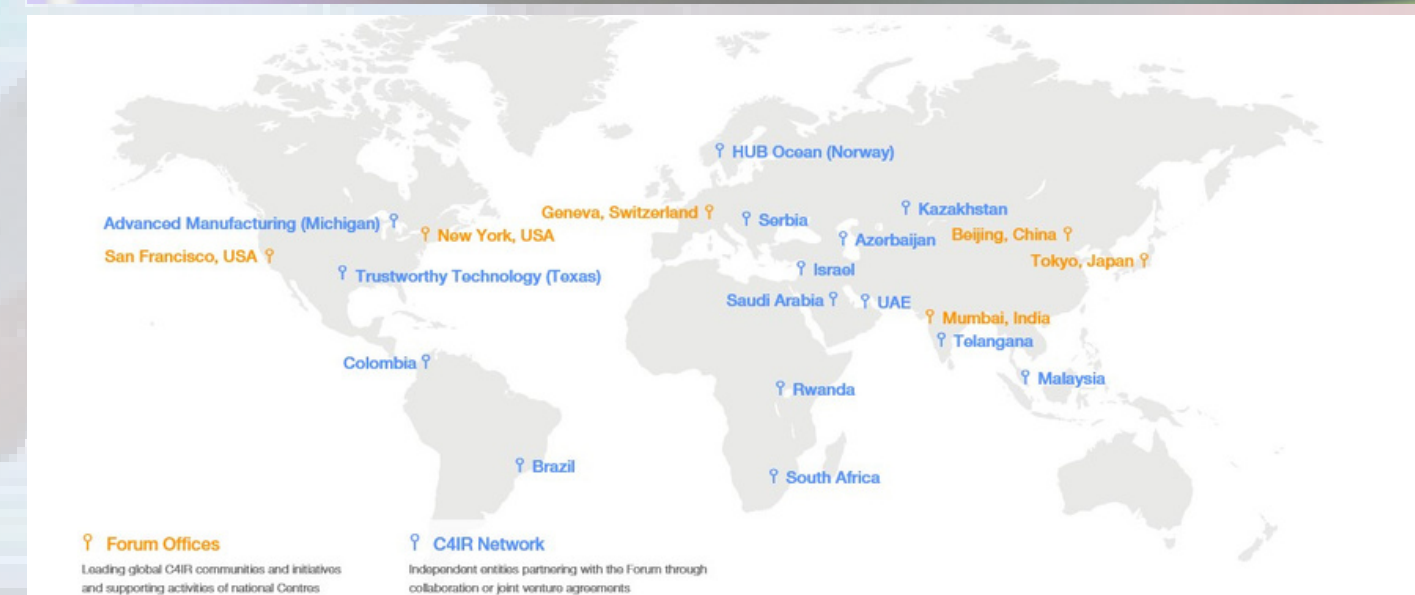 HUB Ocean (Norway)
Geneva, Switzerland
Serbia
Kazakhstan
Advanced Manufacturing (Michigan)
New York, USA
Azerbaijan
Beijing, China
San Francisco, USA
Trustworthy Technology (Texas)
Israel
Tokyo, Japan
Saudi Arabia
UAE
Mumbai, India
Telangana
Colombia
Malaysia
Rwanda
Brazil
South Africa
Forum Offices
Leading global C4IR communities and initiatives
and supporting activities of national Centres
C4IR Network
Independent entities partnering with the Forum through
collaboration or joint venture agreements